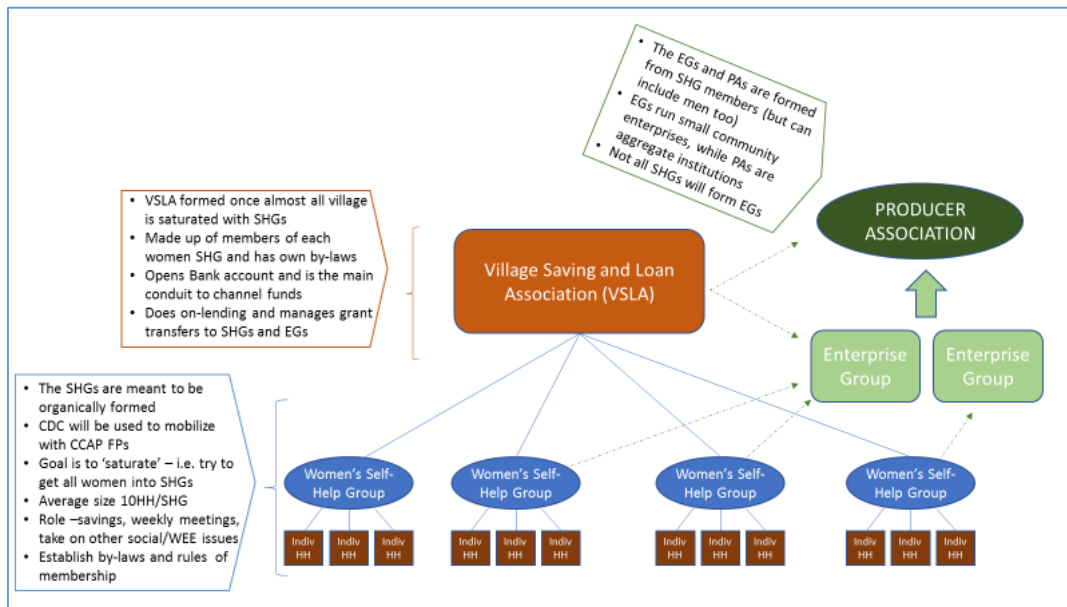 • The EGs and PAs are formed
from SHG members (but can
include men too)
• EGs run small community
enterprises, while PAs are
aggregate institutions
• Not all SHGs will form EGs
• VSLA formed once almost all village
is saturated with SHGs
• Made up of members of each
women SHG and has own by-laws
• Opens Bank account and is the main
conduit to channel funds
• Does on-lending and manages grant
transfers to SHGs and EGs
Village Saving and Loan
Association (VSLA)
PRODUCER
ASSOCIATION
Enterprise
Group
Enterprise
Group
• The SHGs are meant to be
organically formed
• CDC will be used to mobilize
with CCAP FPs
• Goal is to ‘saturate’ – i.e. try to
get all women into SHGs
• Average size 10HH/SHG
• Role –savings, weekly meetings,
take on other social/WEE issues
• Establish by-laws and rules of
membership
Women’s Self-
Help Group
Women’s Self-
Help Group
Women’s Self-
Help Group
Women’s Self-
Help Group
Indiv
HH
Indiv
HH
Indiv
HH
Indiv
HH
Indiv
HH
Indiv
HH
Indiv
HH
Indiv
HH
Indiv
HH
Indiv
HH
Indiv
HH
Indiv
HH